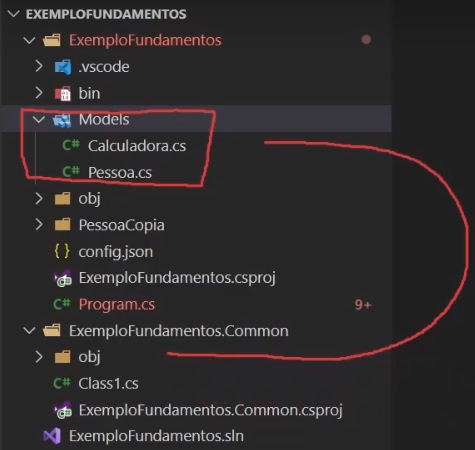 EXEMPLOFUNDAMENTOS
ExemploFundamentos
.vscode
bin
Models
C# Calculadora.cs
C# Pessoa.cs
obj
PessoaCopia
{} config.json
ExemploFundamentos.csproj
C# Program.cs 9+
ExemploFundamentos.Common
obj
C# Class1.cs
ExemploFundamentos.Common.csproj
ExemploFundamentos.sln